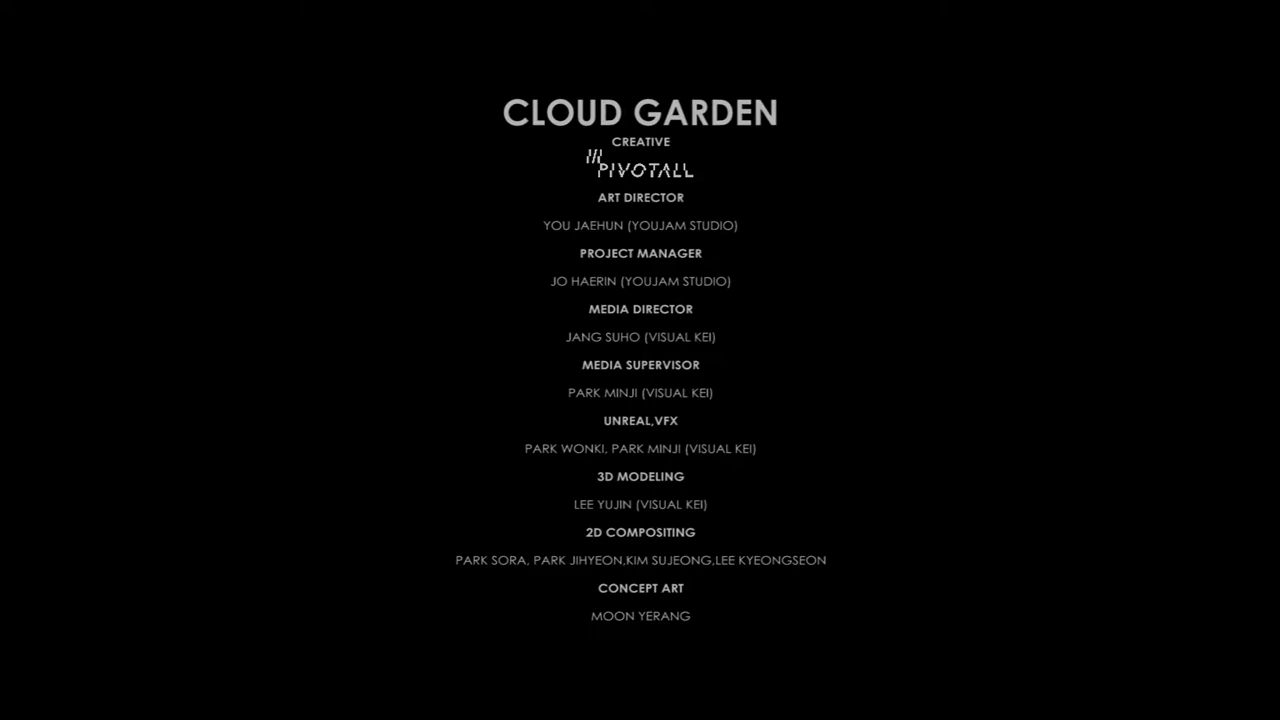 CLOUD GARDEN
CREATIVE
PIVOTALL
ART DIRECTOR
YOU JAEHUN (YOUJAM STUDIO)
PROJECT MANAGER
JO HAERIN (YOUJAM STUDIO)
MEDIA DIRECTOR
JANG SUHO (VISUAL KEI)
MEDIA SUPERVISOR
PARK MINJI (VISUAL KEI)
UNREAL,VFX
PARK WONKI, PARK MINJI (VISUAL KEI)
3D MODELING
LEE YUJIN (VISUAL KEI)
2D COMPOSITING
PARK SORA, PARK JIHYEON,KIM SUJEONG,LEE KYEONGSEON
CONCEPT ART
MOON YERANG